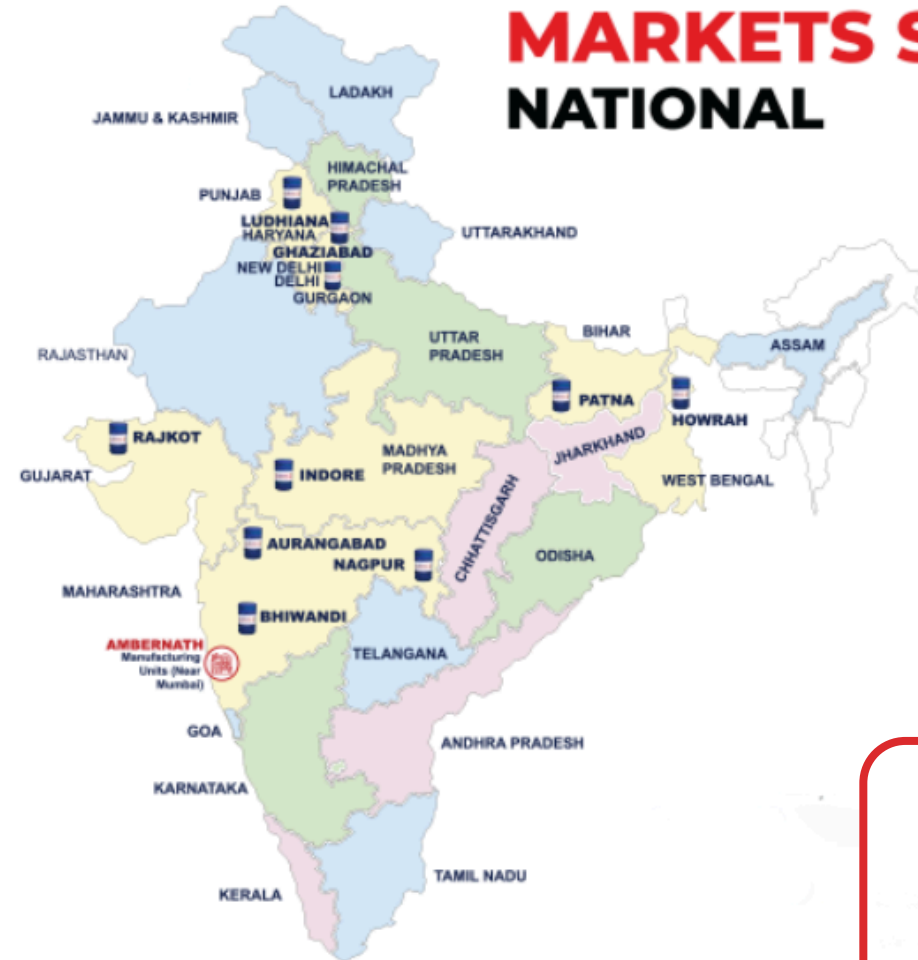 MARKETS S
NATIONAL
LADAKH
JAMMU & KASHMIR
HIMACHAL
PRADESH
PUNJAB
LUDHIANA
HARYANA
UTTARAKHAND
GHAZIABAD
NEW DELHI
DELHI
GURGAON
BIHAR
UTTAR
PRADESH
ASSAM
RAJASTHAN
PATNA
HOWRAH
RAJKOT
JHARKHAND
MADHYA
PRADESH
INDORE
GUJARAT
WEST BENGAL
CHHATTISGARH
AURANGABAD
NAGPUR
ODISHA
MAHARASHTRA
BHIWANDI
AMBERNATH
Manufacturing
Units (Near
Mumbai)
TELANGANA
GOA
ANDHRA PRADESH
KARNATAKA
TAMIL NADU
KERALA